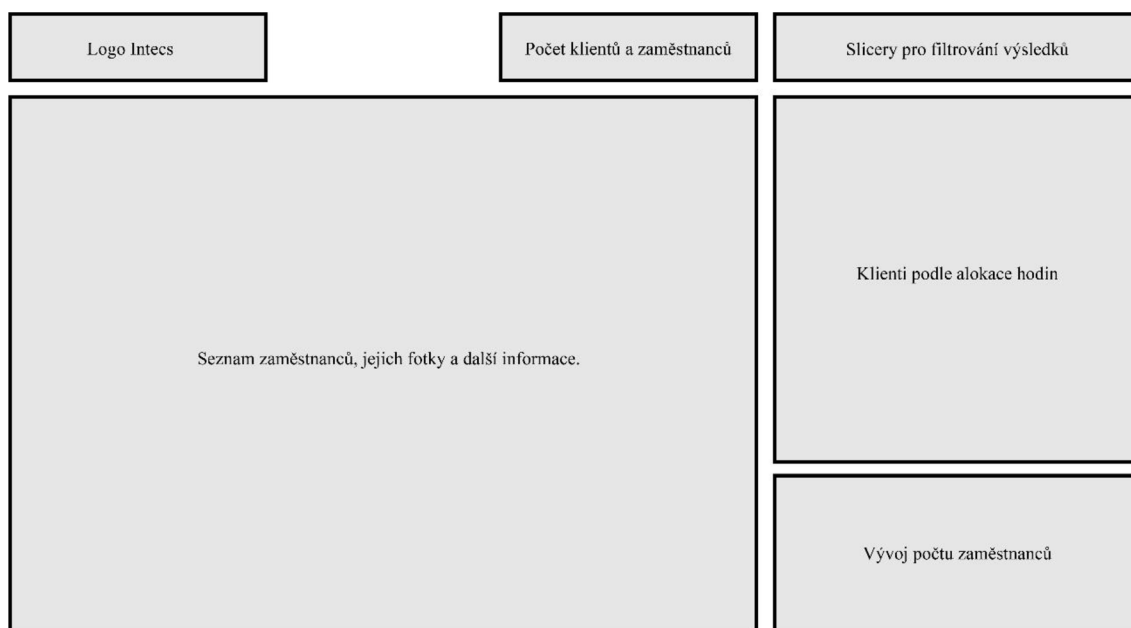 Logo Intecs
Počet klientů a zaměstnanců
Slicery pro filtrování výsledků
Seznam zaměstnanců, jejich fotky a další informace.
Klienti podle alokace hodin
Vývoj počtu zaměstnanců